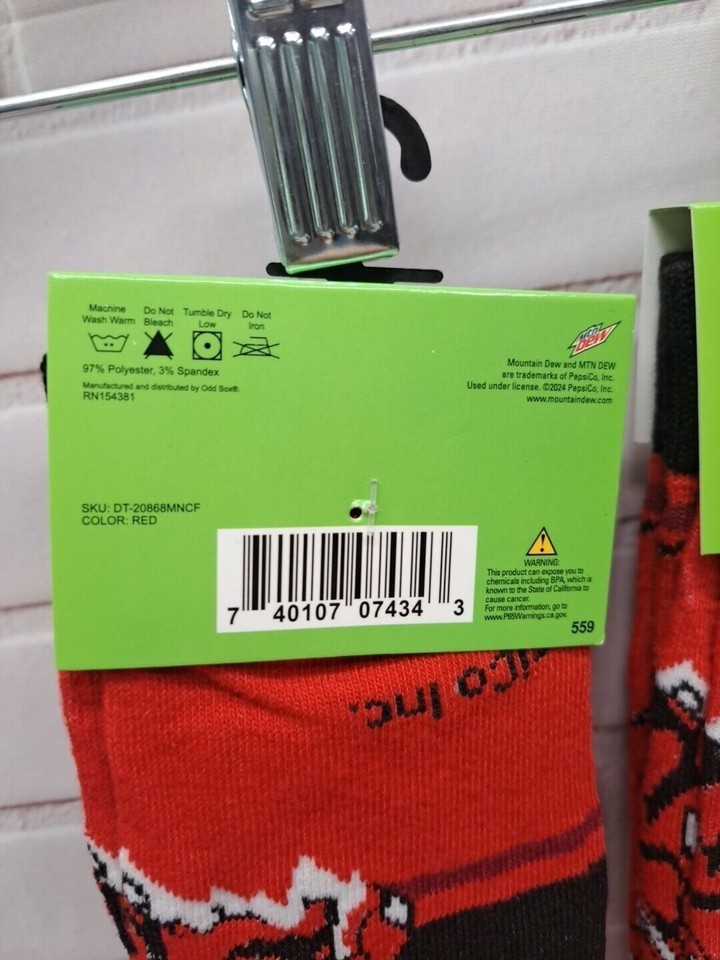 Machine
Wash Warm
Do Not
Bleach
Tumble Dry
Low
Do Not
Iron
97% Polyester, 3% Spandex
Manufactured and distributed by Odd Sox®.
RN154381
MTN
DEW
Mountain Dew and MTN DEW
are trademarks of PepsiCo, Inc.
Used under license. ©2024 PepsiCo, Inc.
www.mountaindew.com
SKU: DT-20868MNCF
COLOR: RED
7 40107 07434 3
WARNING:
This product can expose you to
chemicals including BPA, which is
known to the State of California to
cause cancer.
For more information, go to
www.P65Warnings.ca.gov.
559
siCo Inc.